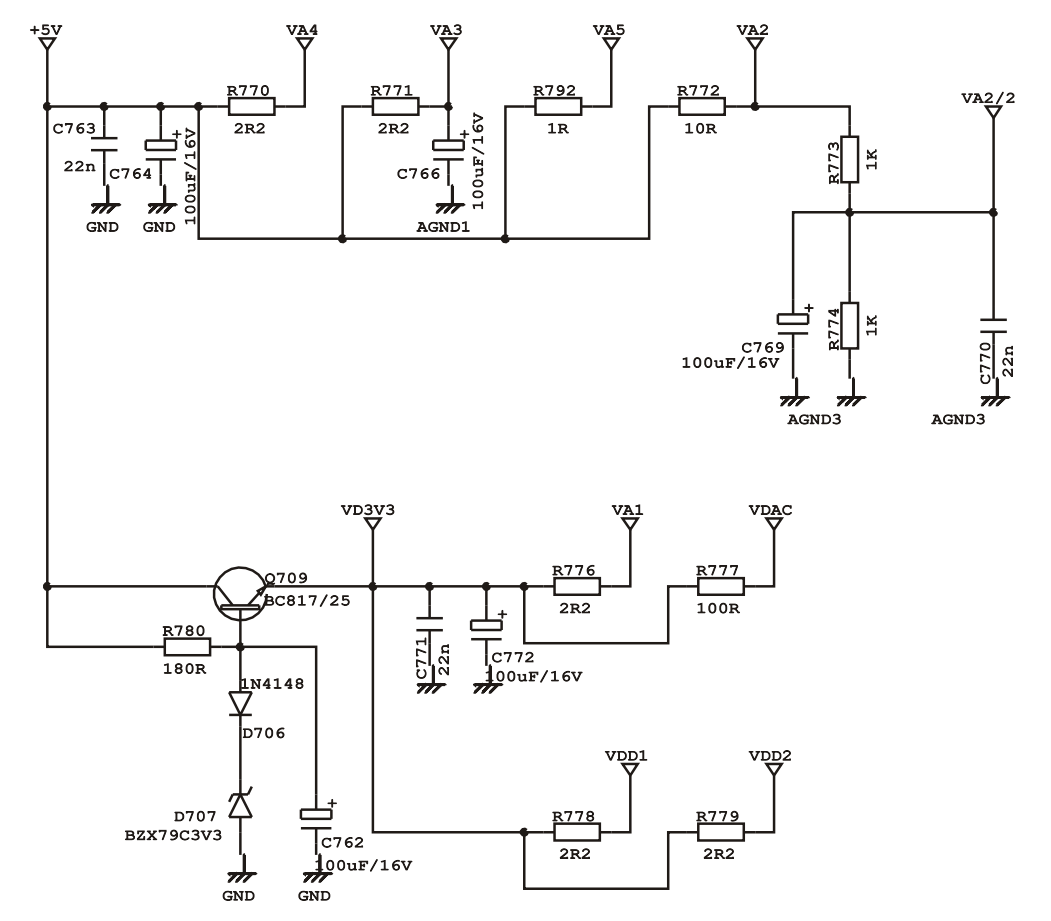 +5V
VA4
VA3
VA5
VA2
R770
R771
R792
R772
VA2/2
C763
2R2
2R2
1R
10R
22n
C764
100uF/16V
C766
100uF/16V
R773
1K
GND
GND
AGND1
R774
1K
C769
100uF/16V
C770
22n
AGND3
AGND3
VD3V3
VA1
VDAC
Q709
BC817/25
R776
R777
2R2
100R
R780
180R
C771
22n
C772
100uF/16V
1N4148
D706
VDD1
VDD2
D707
BZX79C3V3
R778
R779
C762
100uF/16V
2R2
2R2
GND
GND